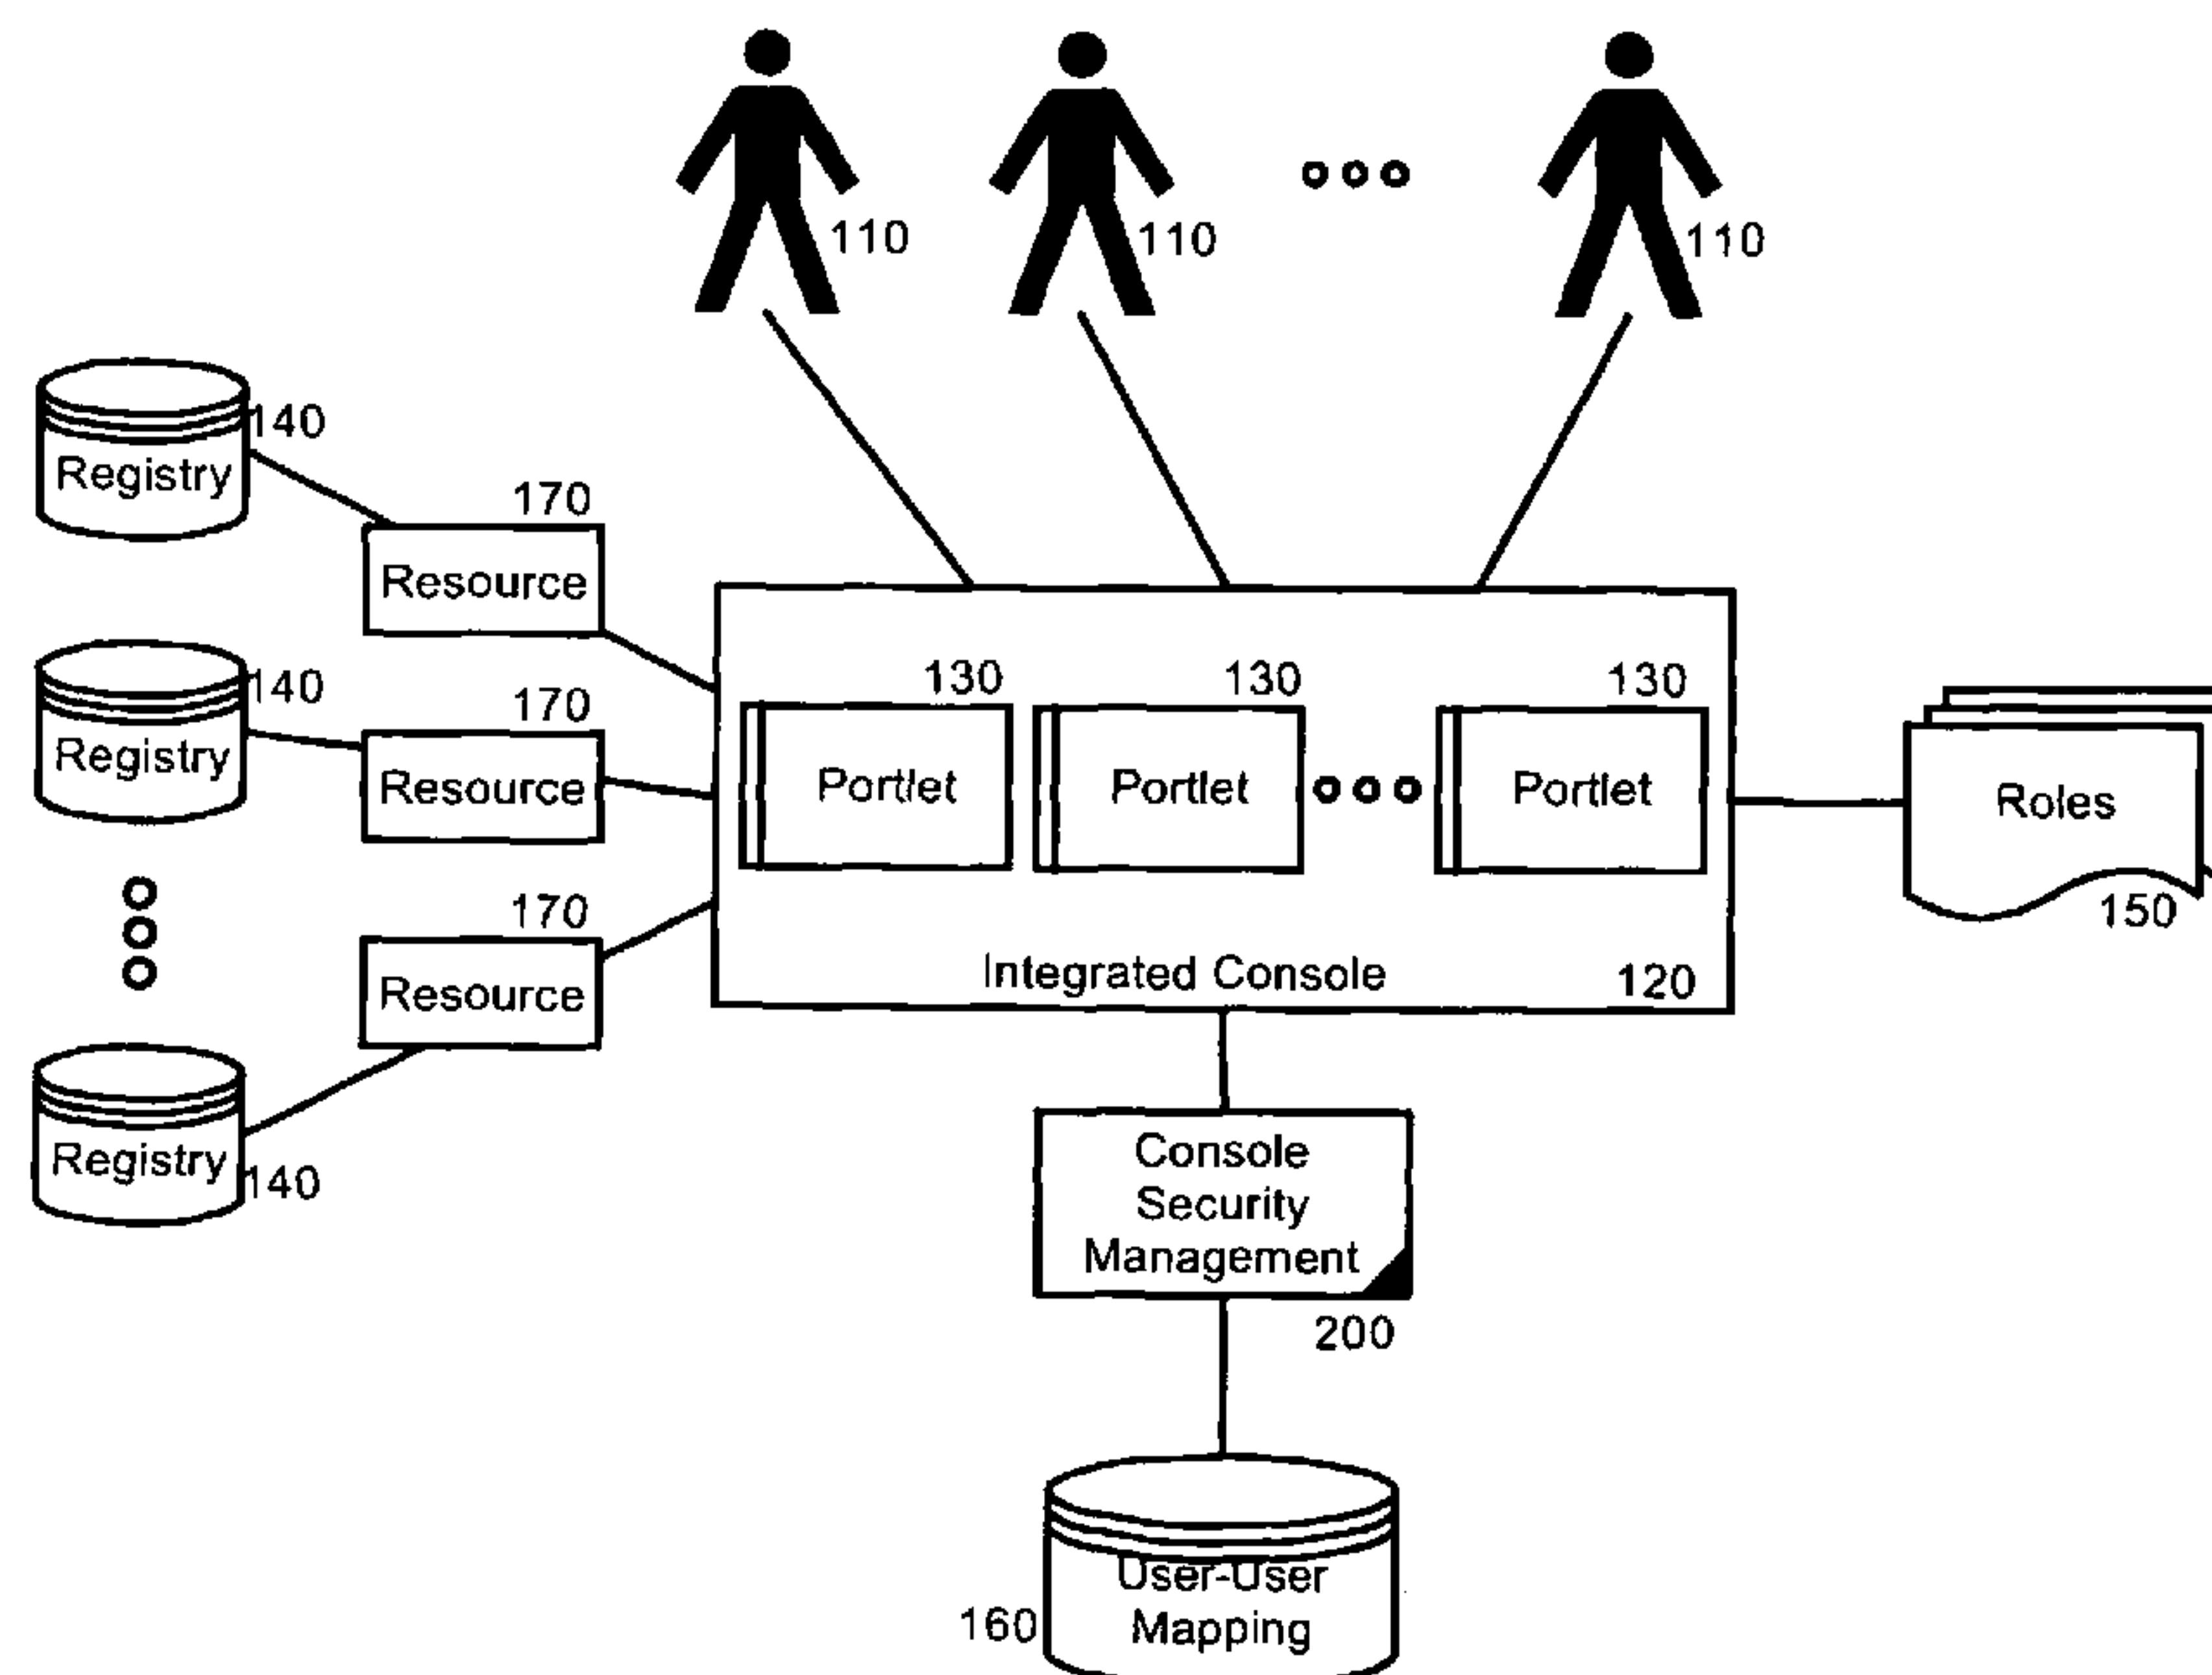 110
110
110
140
Registry
170
Resource
140
Registry
170
Resource
170
Resource
Registry
140
130
130
130
Portlet
Portlet
Portlet
Integrated Console
120
Roles
150
Console
Security
Management
200
User-User
Mapping
160